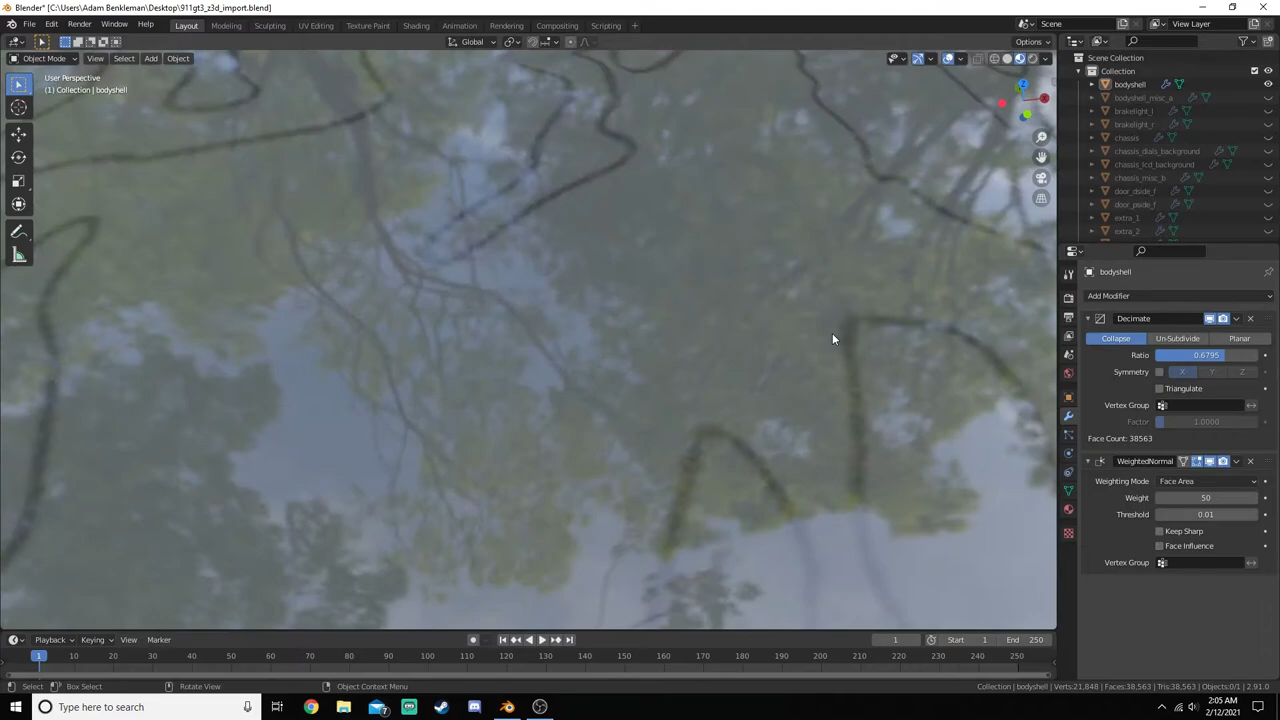 Blender* [C:\Users\Adam Benkleman\Desktop\911gt3_z3d_import.blend]
File Edit Render Window Help Layout Modeling Sculpting UV Editing Texture Paint Shading Animation Rendering Compositing Scripting + Scene View Layer
Global Options
Object Mode View Select Add Object
User Perspective
(1) Collection | bodyshell
Scene Collection
Collection
bodyshell
bodyshell_misc_a
brakelight_l
brakelight_r
chassis
chassis_dials_background
chassis_lcd_background
chassis_misc_b
door_dside_f
door_pside_f
extra_1
extra_2
bodyshell
Add Modifier
Decimate
Collapse Un-Subdivide Planar
Ratio 0.6795
Symmetry X Y Z
Triangulate
Vertex Group
Factor 1.0000
Face Count: 38563
WeightedNormal
Weighting Mode Face Area
Weight 50
Threshold 0.01
Keep Sharp
Face Influence
Vertex Group
Playback Keying View Marker 1 Start 1 End 250
1 10 20 30 40 50 60 70 80 90 100 110 120 130 140 150 160 170 180 190 200 210 220 230 240 250
Select Box Select Rotate View Object Context Menu Collection | bodyshell | Verts:21,848 | Faces:38,563 | Tris:38,563 | Objects:0/1 | 2.91.0
Type here to search
2:05 AM
2/12/2021